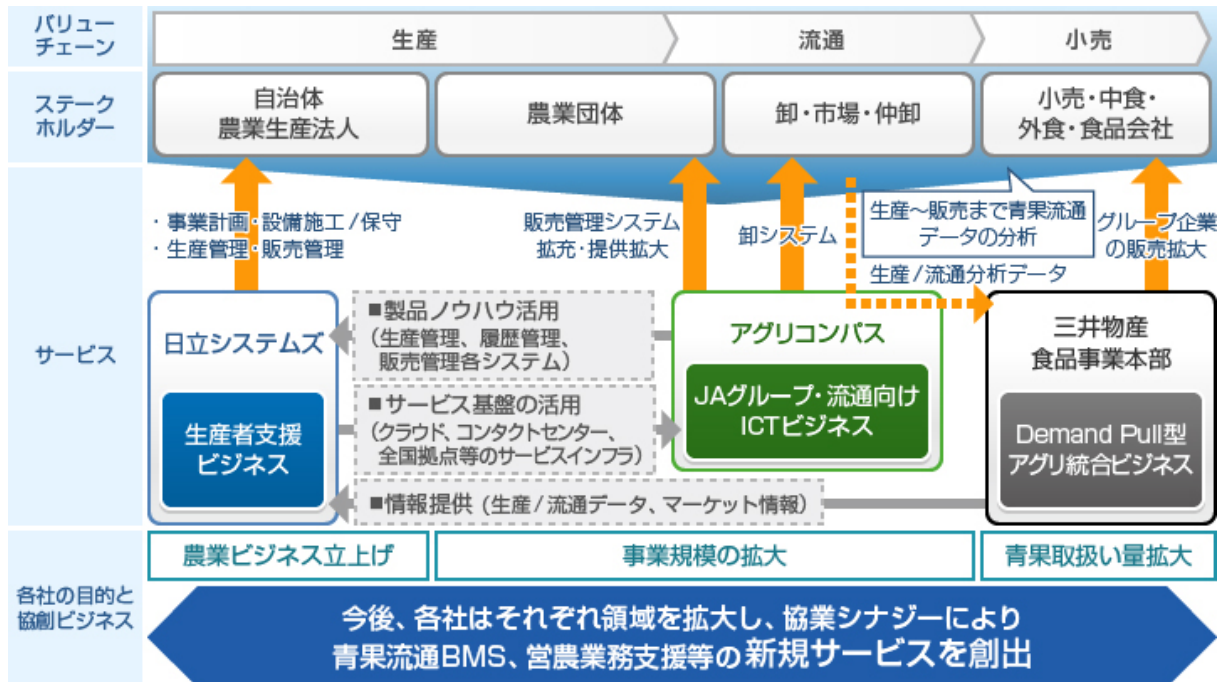 バリュー
チェーン
生産
流通
小売
ステーク
ホルダー
自治体
農業生産法人
農業団体
卸・市場・仲卸
小売・中食・
外食・食品会社
サービス
・事業計画・設備施工/保守
・生産管理・販売管理
販売管理システム
拡充・提供拡大
卸システム
生産～販売まで青果流通
データの分析
グループ企業
の販売拡大
生産/流通分析データ
日立システムズ
生産者支援
ビジネス
■製品ノウハウ活用
(生産管理、履歴管理、
販売管理各システム)
■サービス基盤の活用
(クラウド、コンタクトセンター、
全国拠点等のサービスインフラ)
■情報提供 (生産/流通データ、マーケット情報)
アグリコンパス
JAグループ・流通向け
ICTビジネス
三井物産
食品事業本部
Demand Pull型
アグリ統合ビジネス
各社の目的と
協創ビジネス
農業ビジネス立上げ
事業規模の拡大
青果取扱い量拡大
今後、各社はそれぞれ領域を拡大し、協業シナジーにより
青果流通BMS、営農業務支援等の新規サービスを創出